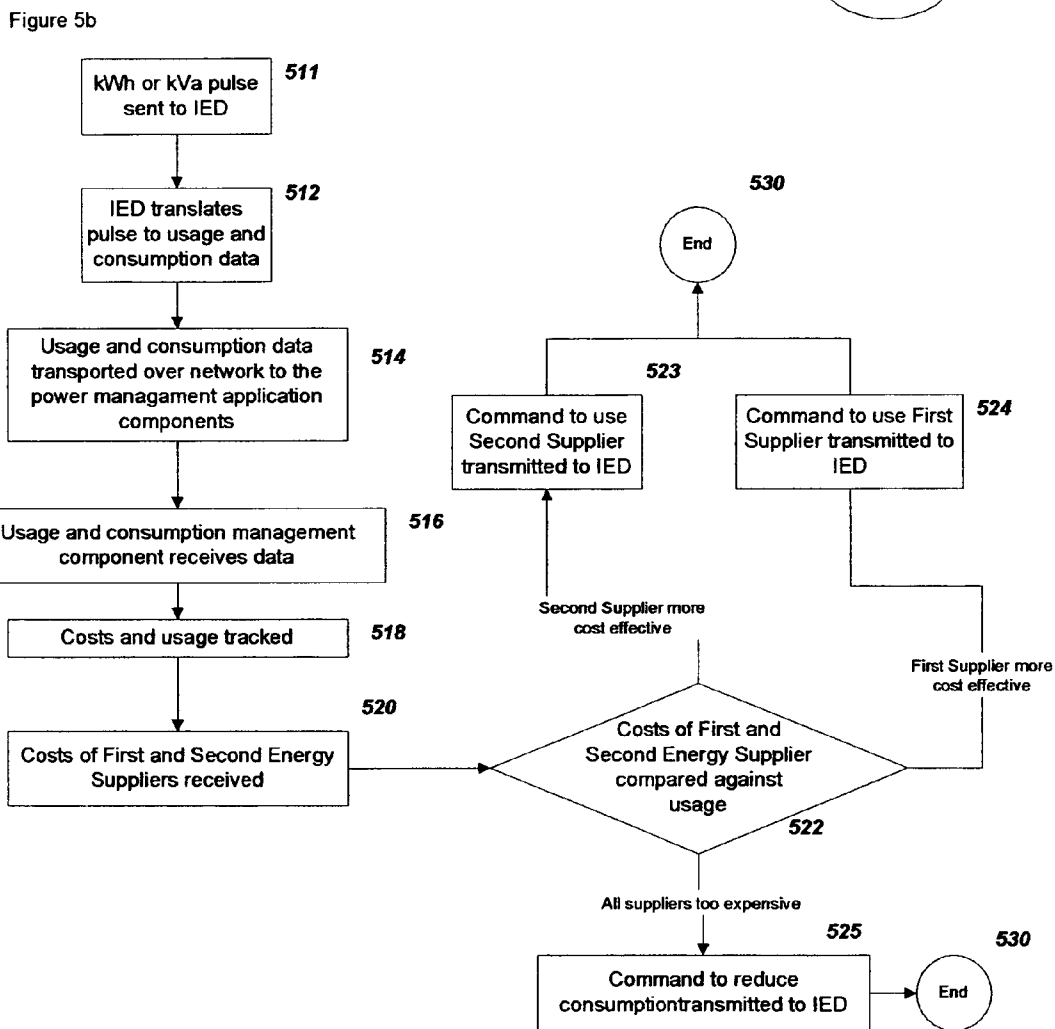 Figure 5b
kWh or kVa pulse
sent to IED
511
IED translates
pulse to usage and
consumption data
512
Usage and consumption data
transported over network to the
power managament application
components
514
Usage and consumption management
component receives data
516
Costs and usage tracked
518
Costs of First and Second Energy
Suppliers received
520
530
End
523
Command to use
Second Supplier
transmitted to IED
Command to use First
Supplier transmitted to
IED
524
Second Supplier more
cost effective
First Supplier more
cost effective
Costs of First and
Second Energy Supplier
compared against
usage
522
All suppliers too expensive
525
Command to reduce
consumptiontransmitted to IED
530
End